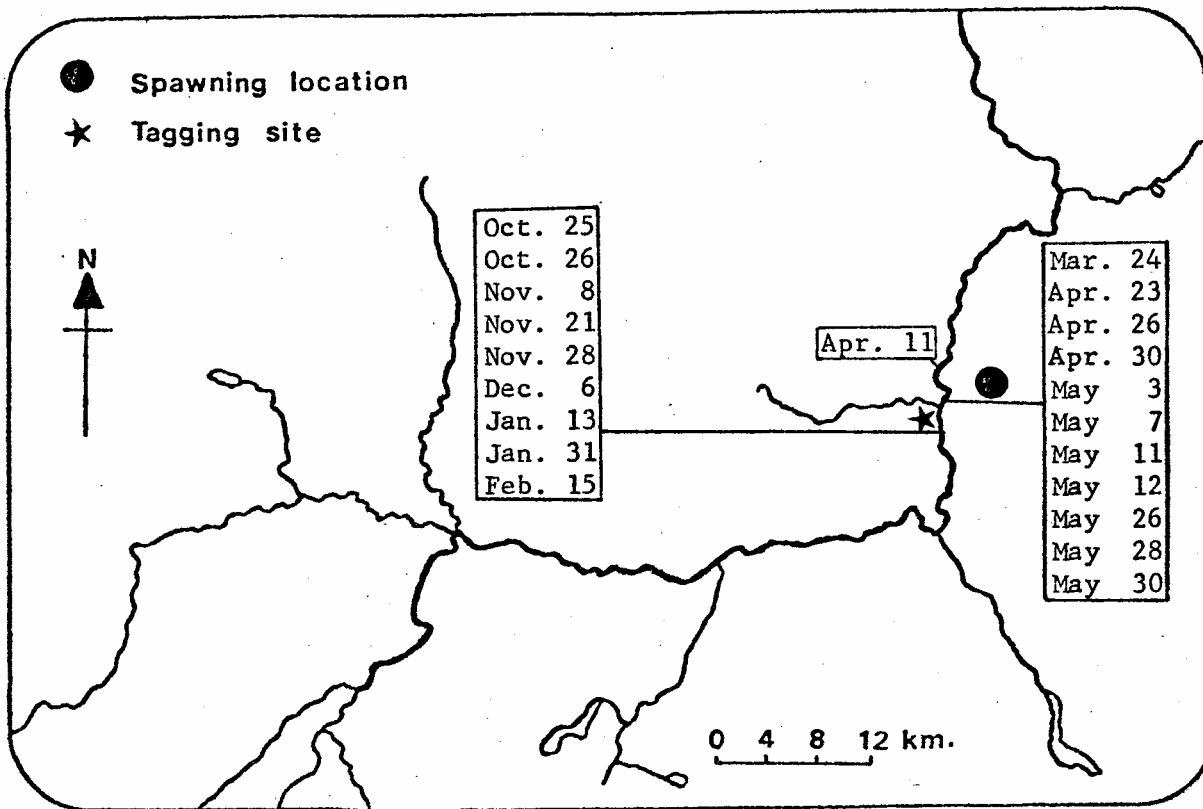 Spawning location
Tagging site
N
Oct. 25
Oct. 26
Nov. 8
Nov. 21
Nov. 28
Dec. 6
Jan. 13
Jan. 31
Feb. 15
Apr. 11
Mar. 24
Apr. 23
Apr. 26
Apr. 30
May 3
May 7
May 11
May 12
May 26
May 28
May 30
0 4 8 12 km.